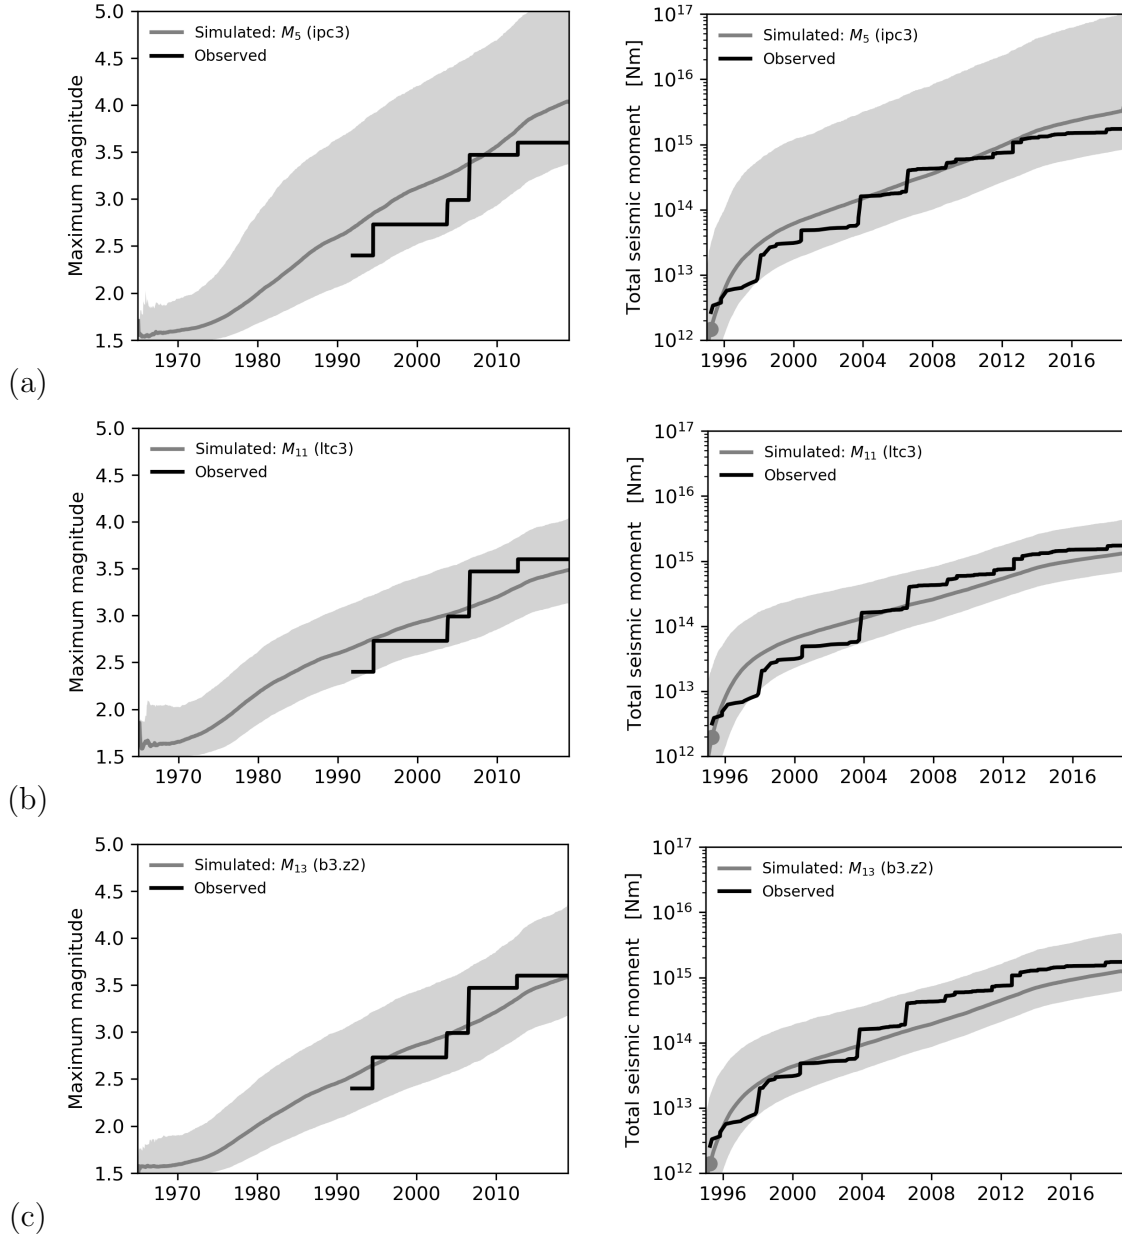 Maximum magnitude
5.0
4.5
4.0
3.5
3.0
2.5
2.0
1.5
Simulated: M5 (ipc3)
Observed
1970 1980 1990 2000 2010
Total seismic moment [Nm]
10^17
10^16
10^15
10^14
10^13
10^12
Simulated: M5 (ipc3)
Observed
1996 2000 2004 2008 2012 2016
(a)
Maximum magnitude
5.0
4.5
4.0
3.5
3.0
2.5
2.0
1.5
Simulated: M11 (ltc3)
Observed
1970 1980 1990 2000 2010
Total seismic moment [Nm]
10^17
10^16
10^15
10^14
10^13
10^12
Simulated: M11 (ltc3)
Observed
1996 2000 2004 2008 2012 2016
(b)
Maximum magnitude
5.0
4.5
4.0
3.5
3.0
2.5
2.0
1.5
Simulated: M13 (b3.z2)
Observed
1970 1980 1990 2000 2010
Total seismic moment [Nm]
10^17
10^16
10^15
10^14
10^13
10^12
Simulated: M13 (b3.z2)
Observed
1996 2000 2004 2008 2012 2016
(c)